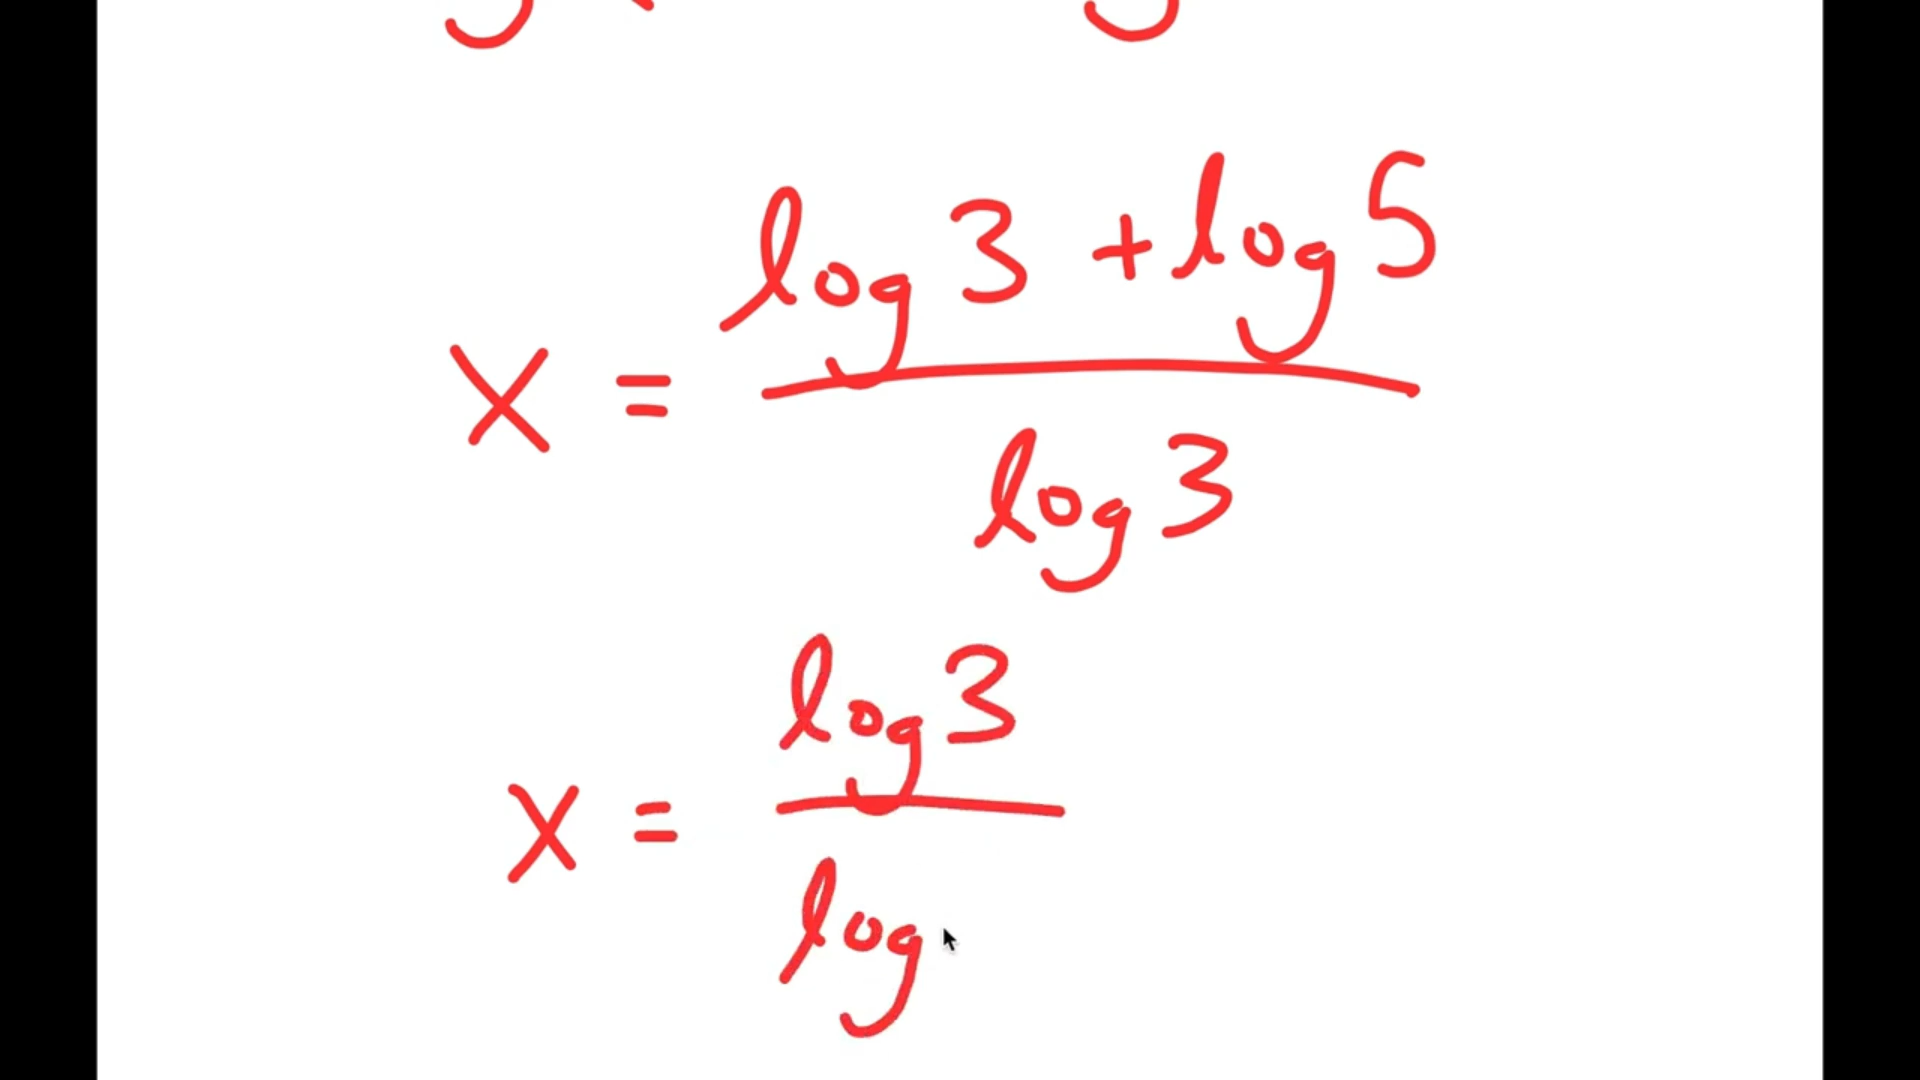 x = (log 3 + log 5) / log 3
x = log 3 / log